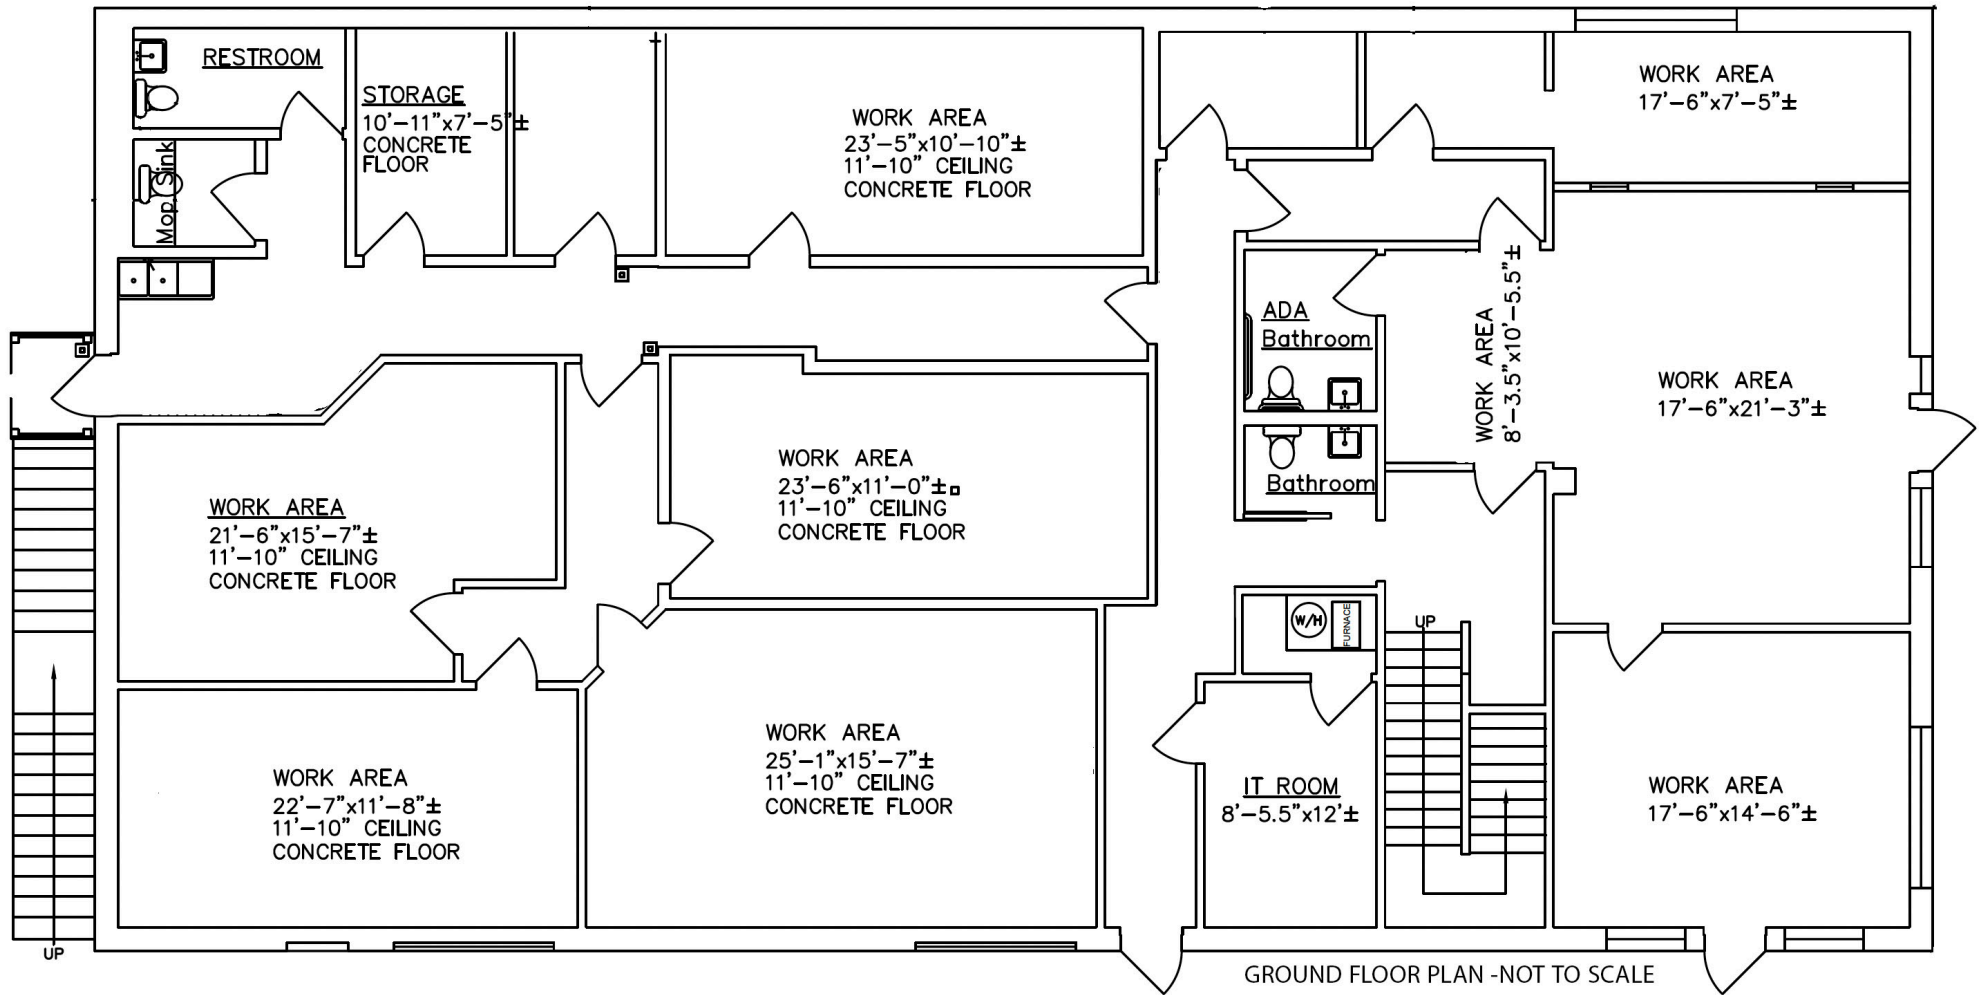 RESTROOM
STORAGE
10'-11"x7'-5"±
CONCRETE
FLOOR
Mop Sink
WORK AREA
23'-5"x10'-10"±
11'-10" CEILING
CONCRETE FLOOR
WORK AREA
17'-6"x7'-5"±
ADA
Bathroom
Bathroom
WORK AREA
8'-3.5"x10'-5.5"±
WORK AREA
17'-6"x21'-3"±
WORK AREA
21'-6"x15'-7"±
11'-10" CEILING
CONCRETE FLOOR
WORK AREA
23'-6"x11'-0"±
11'-10" CEILING
CONCRETE FLOOR
W/H
FURNACE
UP
WORK AREA
22'-7"x11'-8"±
11'-10" CEILING
CONCRETE FLOOR
WORK AREA
25'-1"x15'-7"±
11'-10" CEILING
CONCRETE FLOOR
IT ROOM
8'-5.5"x12'±
WORK AREA
17'-6"x14'-6"±
UP
GROUND FLOOR PLAN -NOT TO SCALE